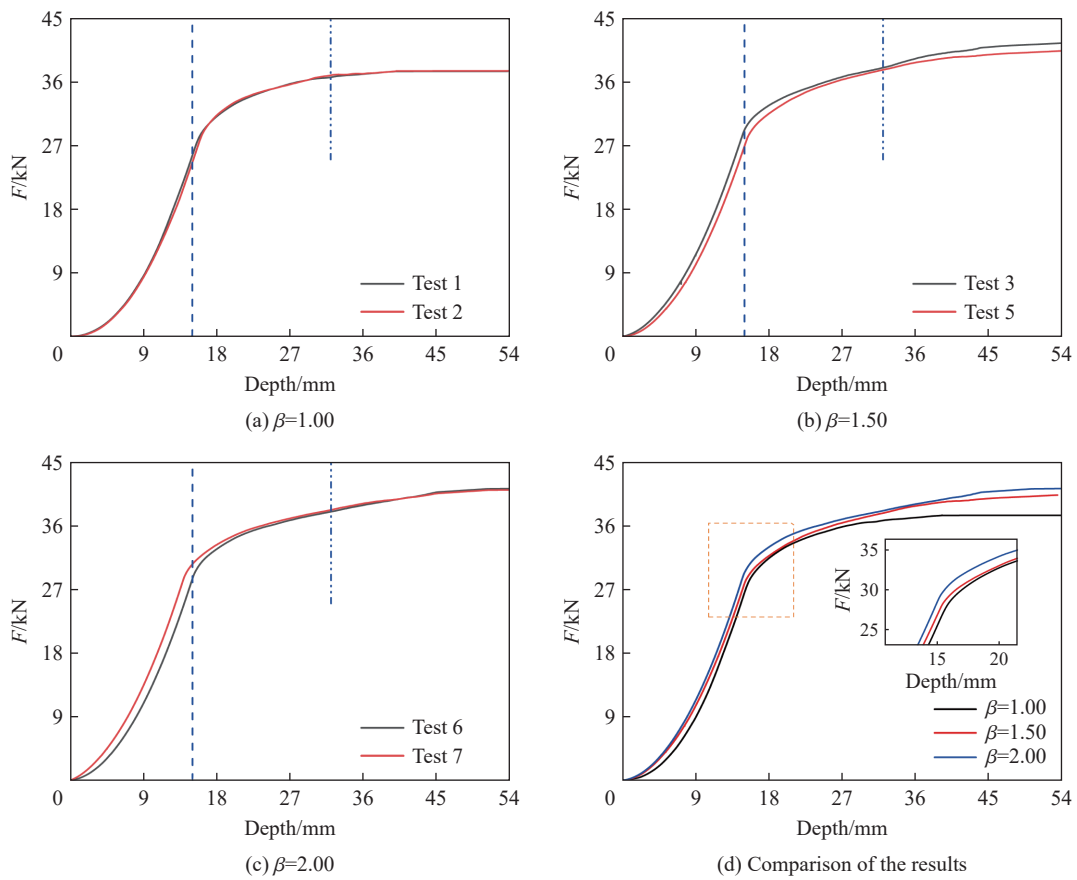 45
36
27
18
9
0
F/kN
9
18
27
36
45
54
Depth/mm
Test 1
Test 2
(a) β=1.00
45
36
27
18
9
0
F/kN
9
18
27
36
45
54
Depth/mm
Test 3
Test 5
(b) β=1.50
45
36
27
18
9
0
F/kN
9
18
27
36
45
54
Depth/mm
Test 6
Test 7
(c) β=2.00
45
36
27
18
9
0
F/kN
9
18
27
36
45
54
Depth/mm
35
30
25
F/kN
15
20
Depth/mm
β=1.00
β=1.50
β=2.00
(d) Comparison of the results